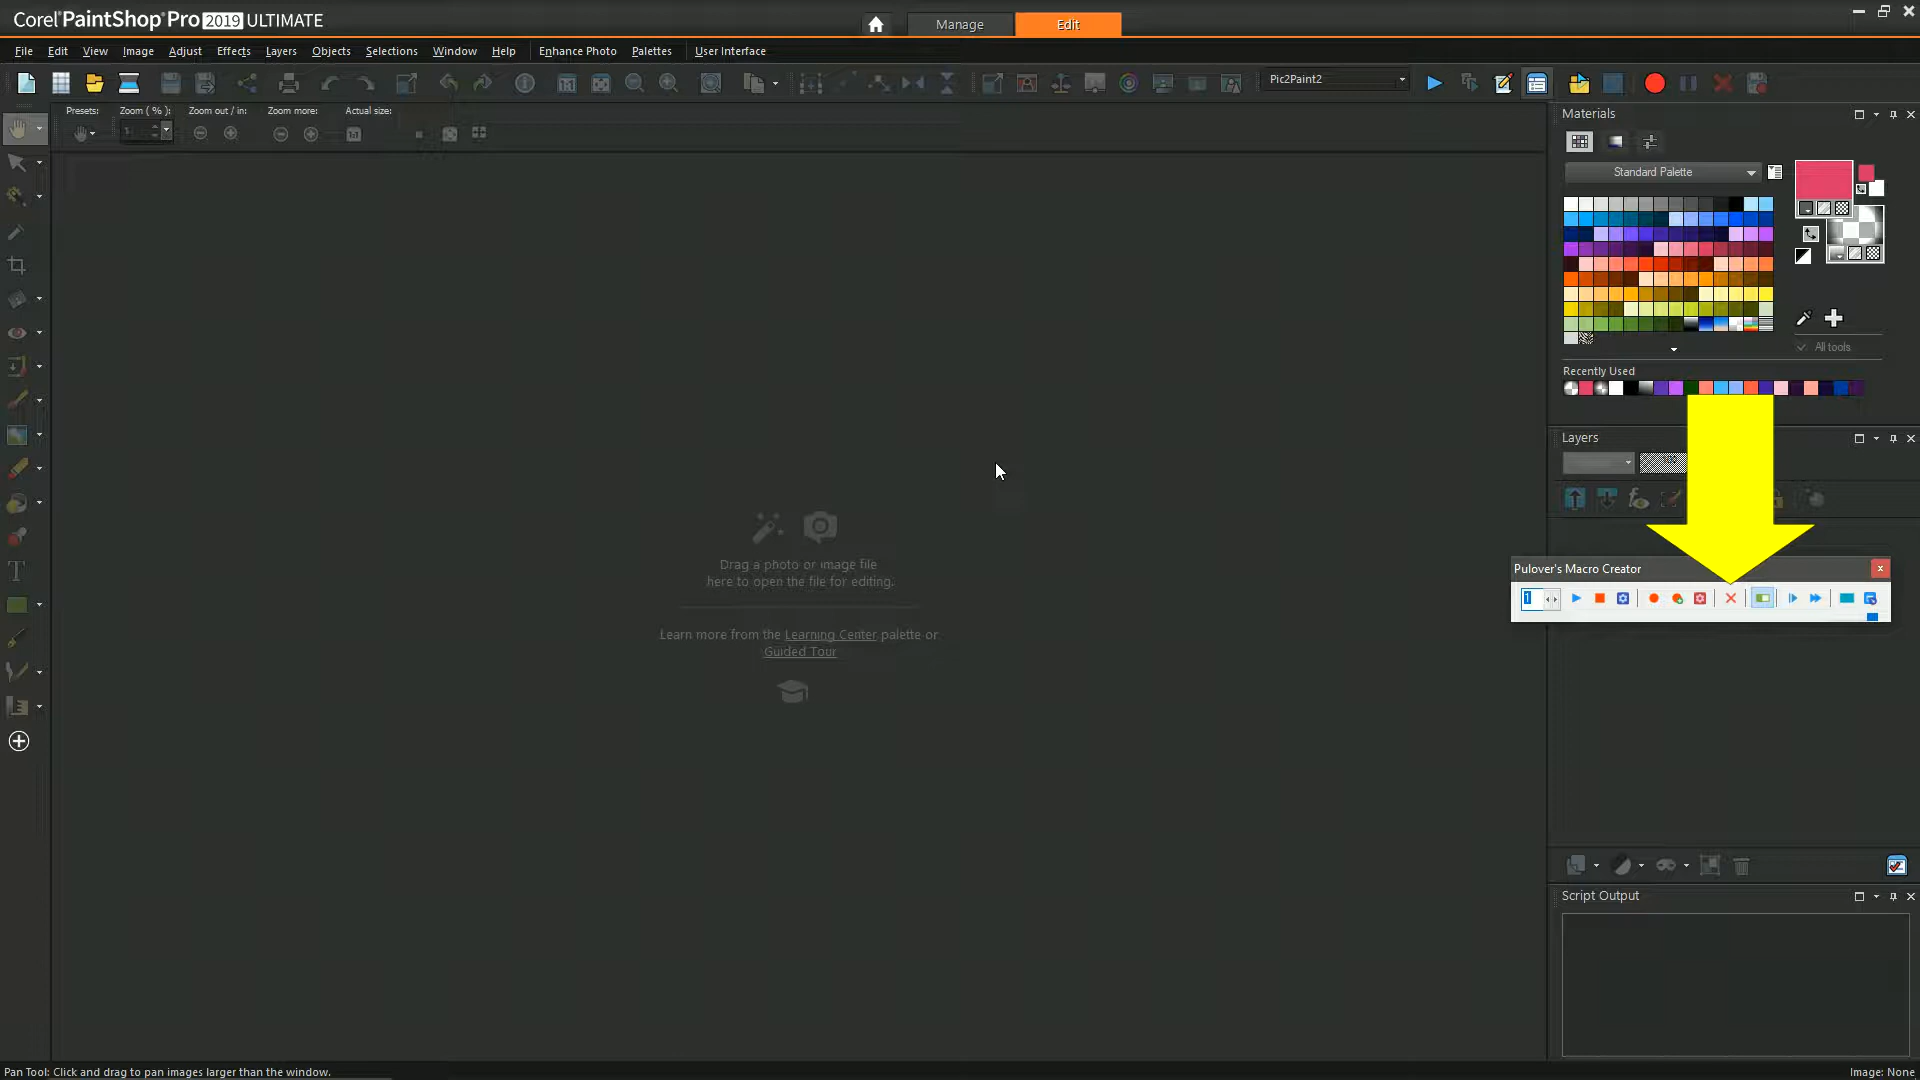 Corel® PaintShop® Pro 2019 ULTIMATE
Manage
Edit
File Edit View Image Adjust Effects Layers Objects Selections Window Help Enhance Photo Palettes User Interface
Pic2Paint2
Presets: Zoom ( % ): Zoom out / in: Zoom more: Actual size:
Materials
Standard Palette
All tools
Recently Used
Layers
Drag a photo or image file
here to open the file for editing.
Learn more from the Learning Center palette or
Guided Tour
Pulover's Macro Creator
1
Script Output
Pan Tool: Click and drag to pan images larger than the window.
Image: None